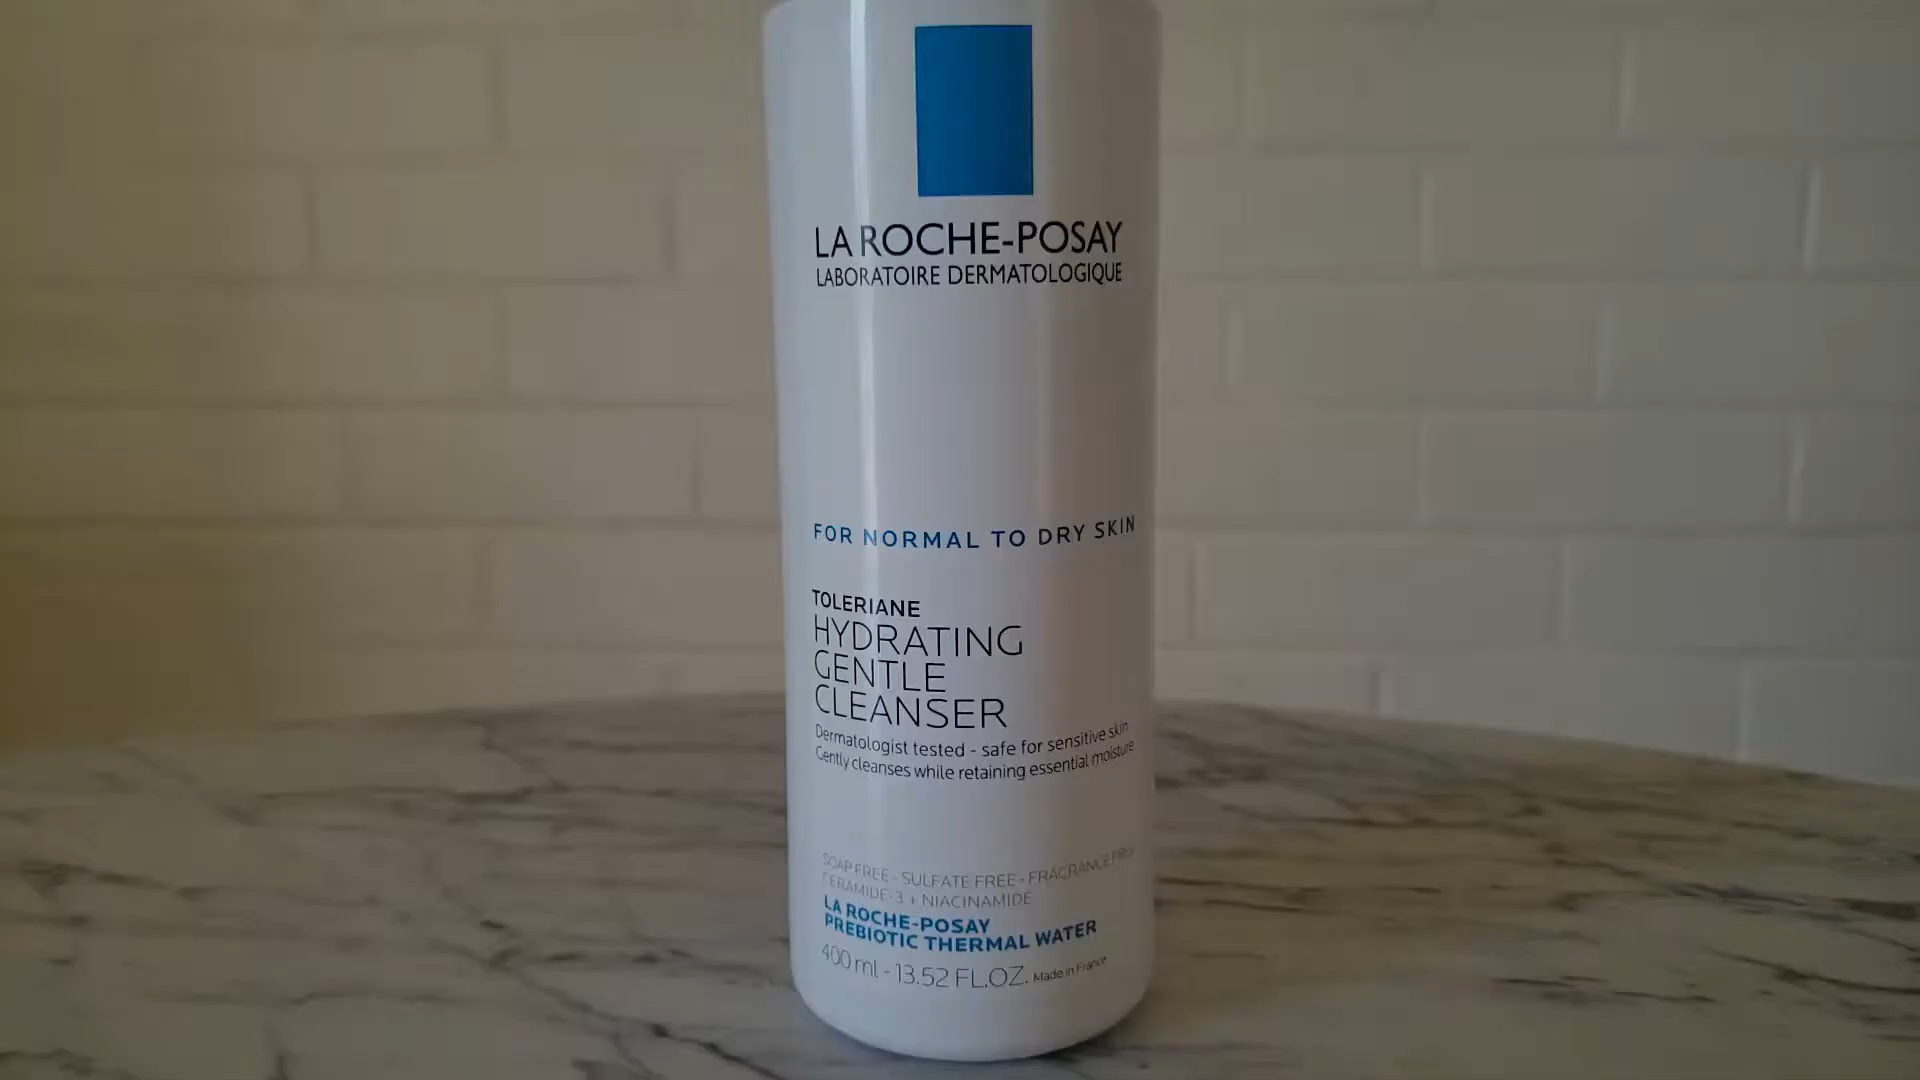 LA ROCHE-POSAY
LABORATOIRE DERMATOLOGIQUE
FOR NORMAL TO DRY SKIN
TOLERIANE
HYDRATING
GENTLE
CLEANSER
Dermatologist tested - safe for sensitive skin
Gently cleanses while retaining essential moisture
SOAP FREE - SULFATE FREE - FRAGRANCE FRE
CERAMIDE-3 + NIACINAMIDE
LA ROCHE-POSAY
PREBIOTIC THERMAL WATER
400 ml - 13.52 FL.OZ. Made in France